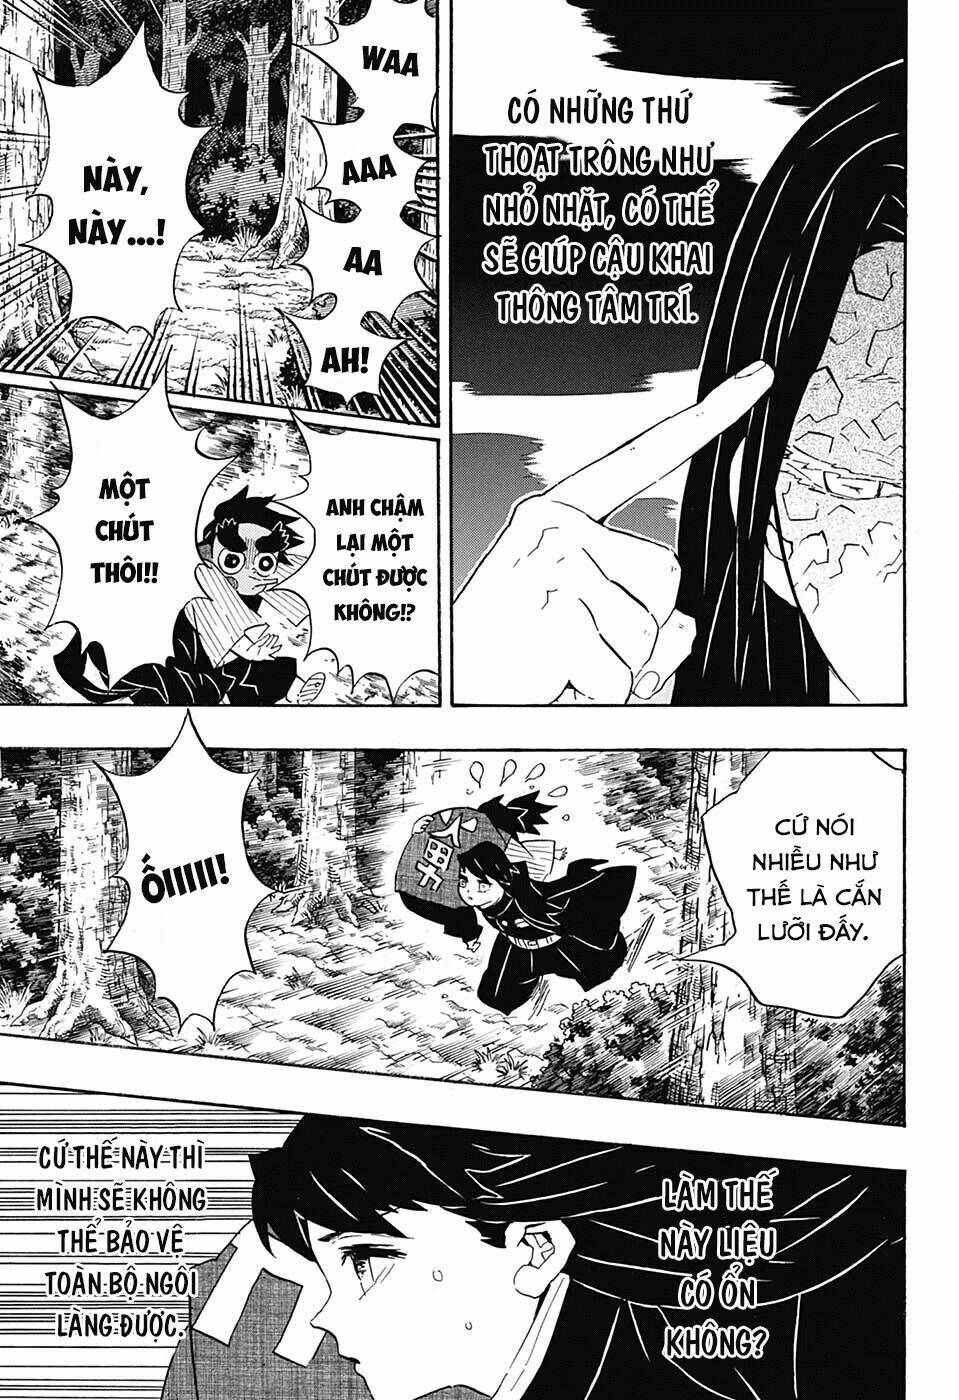 CÓ NHỮNG THỨ
THOẠT TRÔNG NHƯ
NHỎ NHẶT, CÓ THỂ
SẼ GIÚP CẬU KHAI
THÔNG TÂM TRÍ.
WAA
AAA
AA
AH!
NÀY,
NÀY...!
ANH CHẬM
LẠI MỘT
CHÚT ĐƯỢC
KHÔNG!?
MỘT
CHÚT
THÔI!!
CỨ NÓI
NHIỀU NHƯ
THẾ LÀ CẮN
LƯỠI ĐẤY.
火男
ỐIIIII!
LÀM THẾ
NÀY LIỆU
CÓ ỔN
KHÔNG?
CỨ THẾ NÀY THÌ
MÌNH SẼ KHÔNG
THỂ BẢO VỆ
TOÀN BỘ NGÔI
LÀNG ĐƯỢC.